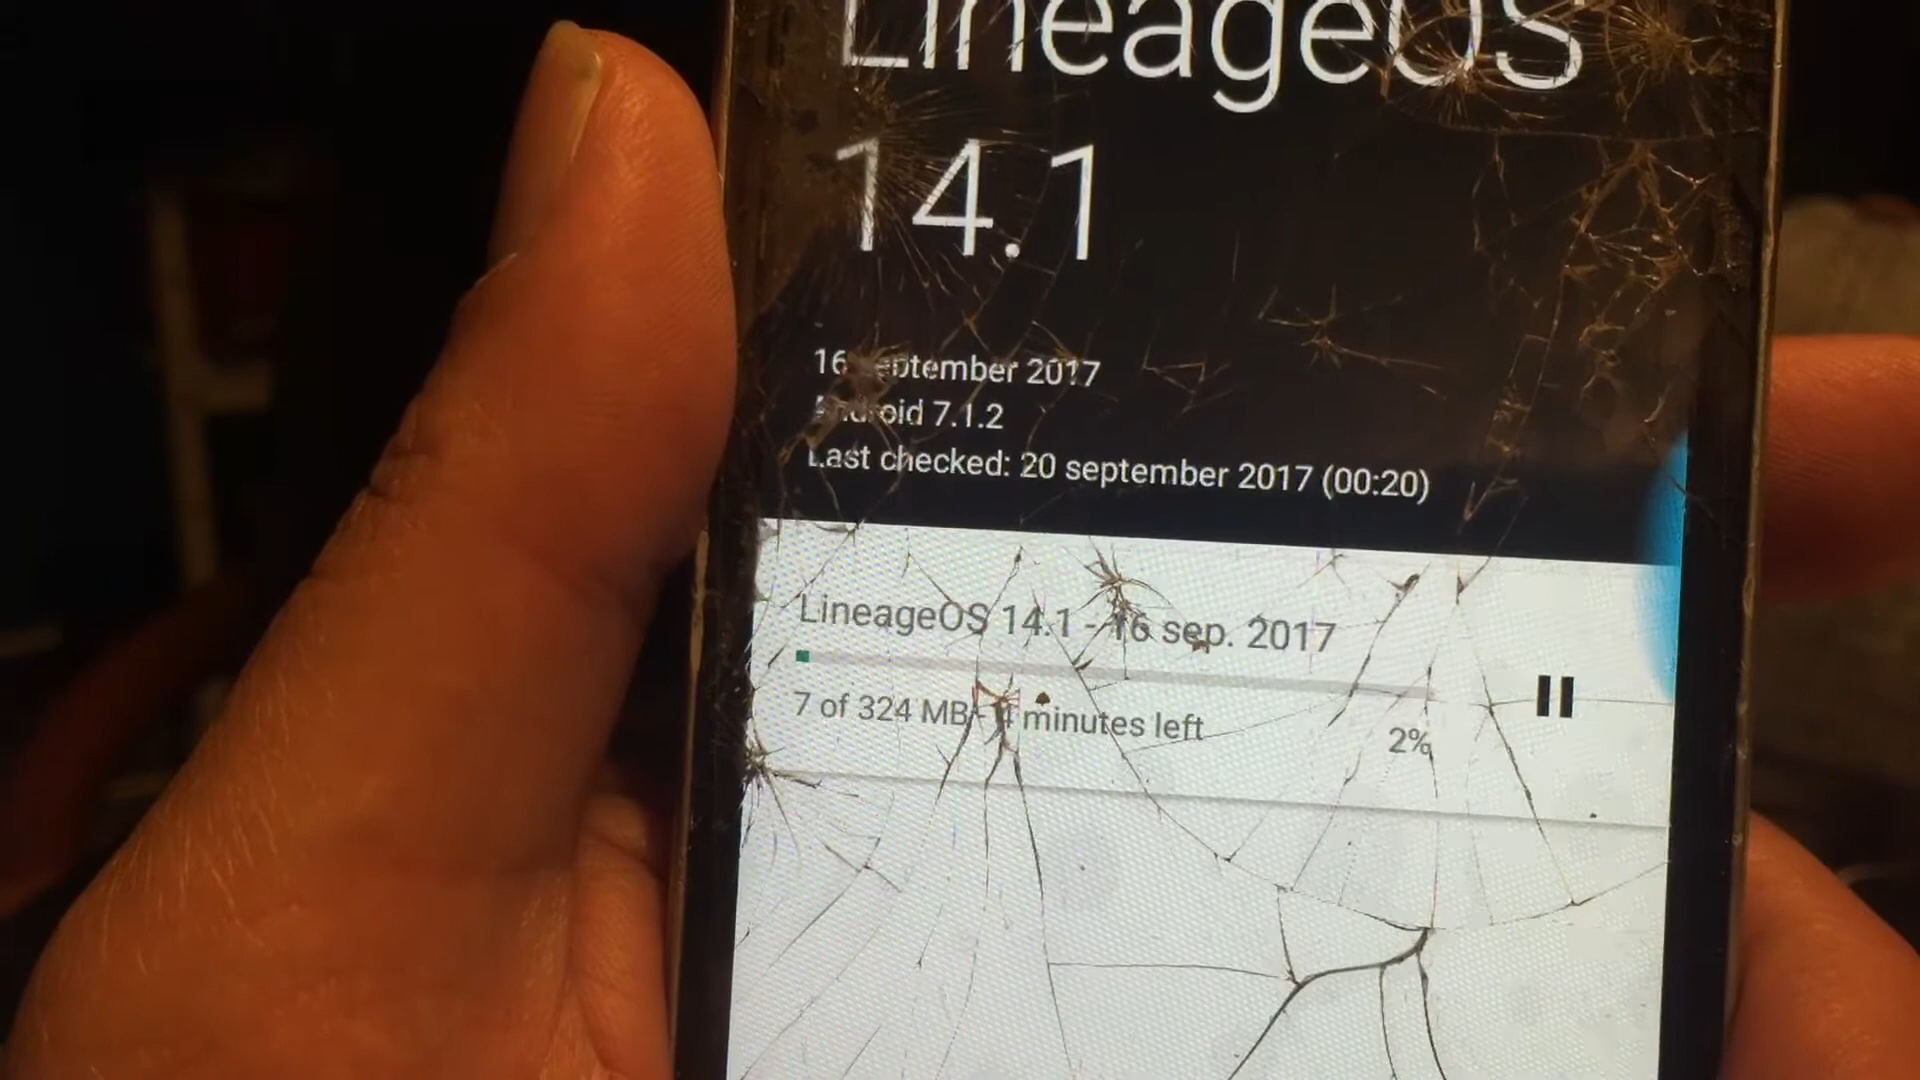 LineageOS
14.1
16 september 2017
Android 7.1.2
Last checked: 20 september 2017 (00:20)
LineageOS 14.1 - 16 sep. 2017
7 of 324 MB - minutes left
2%